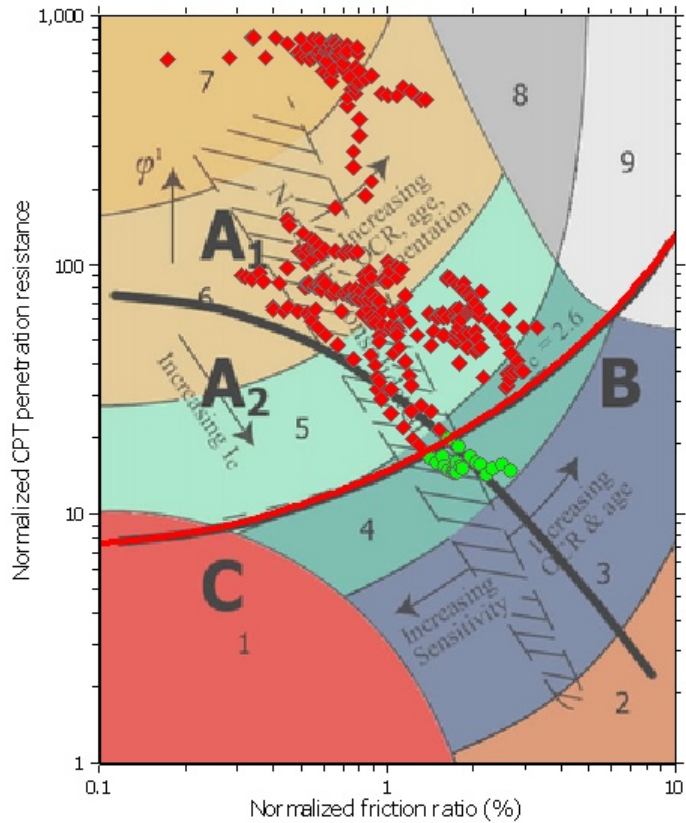 1,000
7
8
9
φ'
N
Increasing
OCR, age,
mentation
A1
100
6
Increasing Ic
A2
5
= 2.6
B
10
4
Increasing
OCR & age
3
C
1
Increasing
Sensitivity
2
1
0.1
1
10
Normalized CPT penetration resistance
Normalized friction ratio (%)